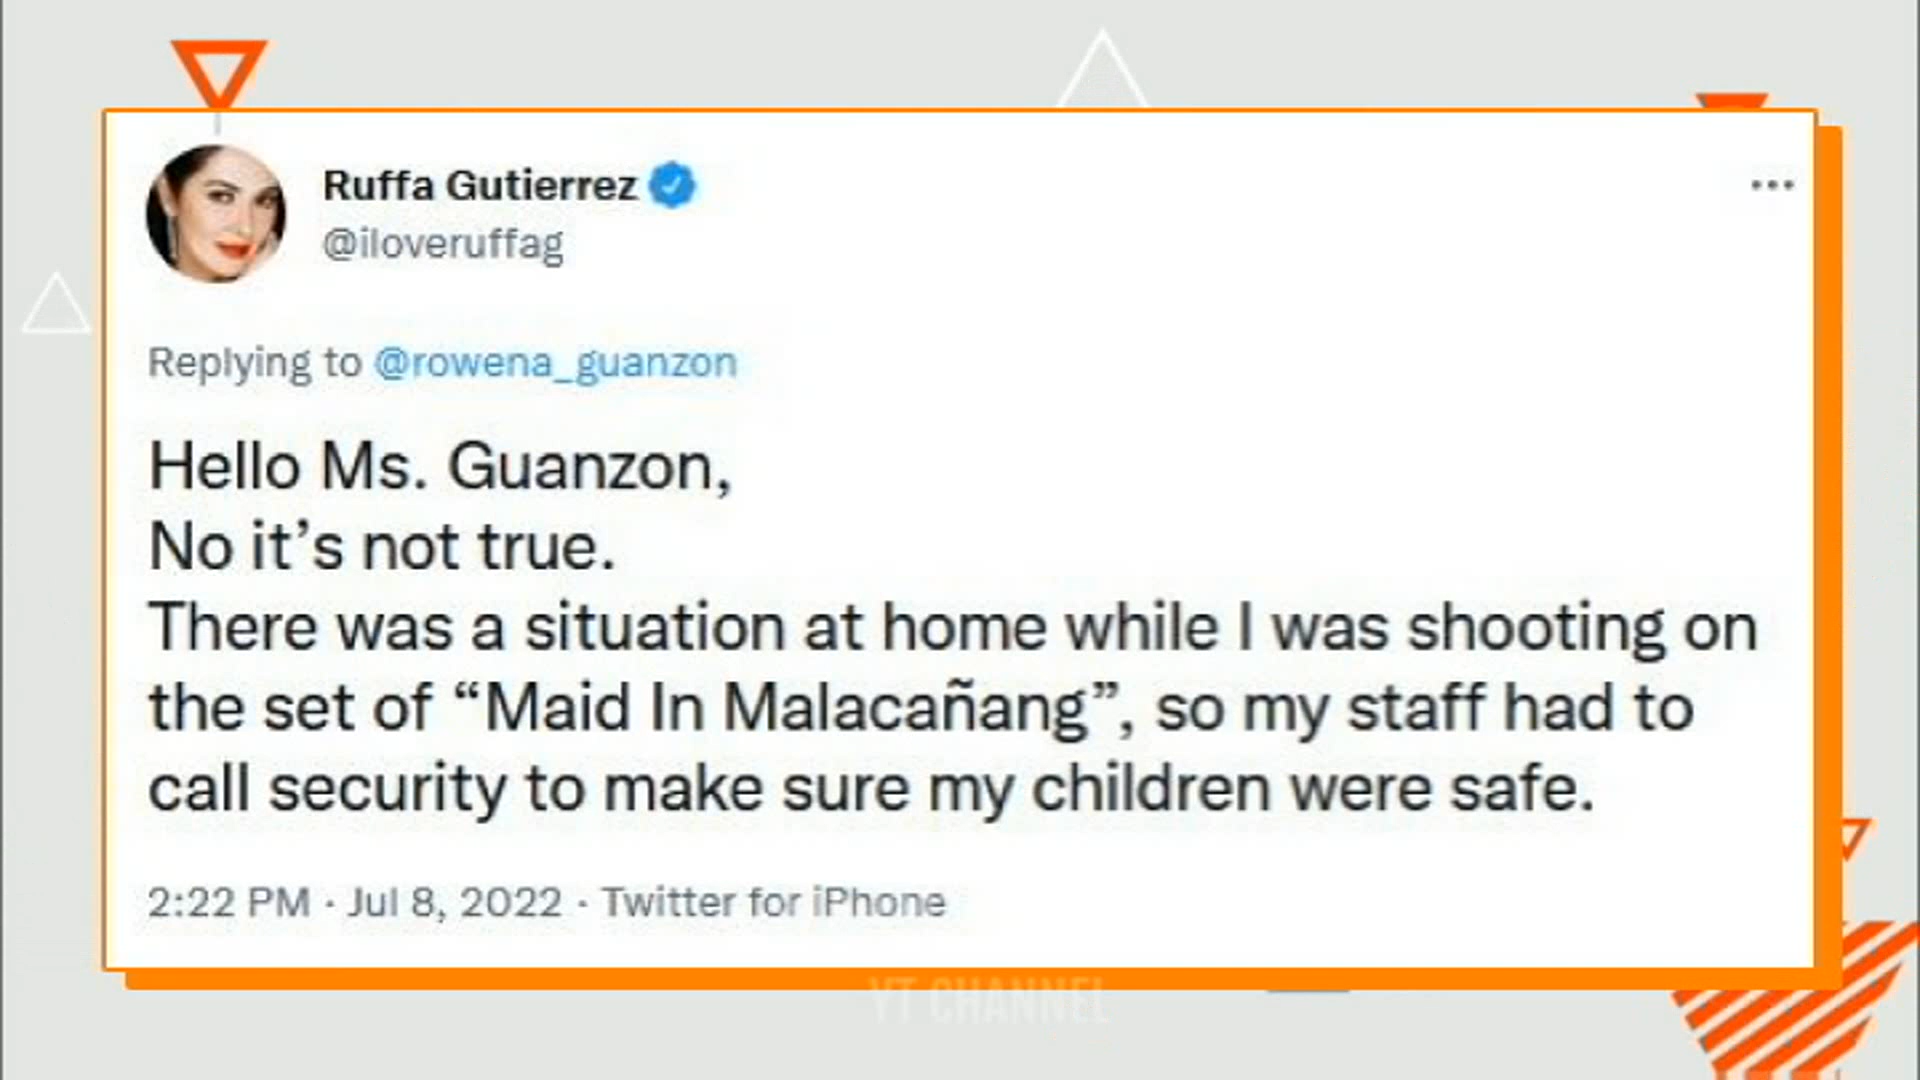 Ruffa Gutierrez
@iloveruffag
Replying to @rowena_guanzon
Hello Ms. Guanzon,
No it’s not true.
There was a situation at home while I was shooting on
the set of “Maid In Malacañang”, so my staff had to
call security to make sure my children were safe.
2:22 PM · Jul 8, 2022 · Twitter for iPhone
YT CHANNEL